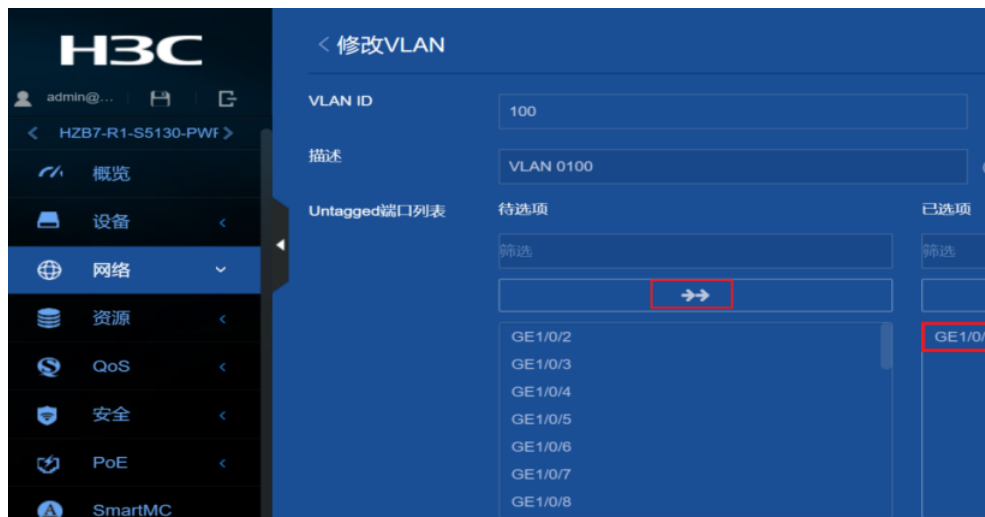 H3C
admin@...
HZB7-R1-S5130-PWF
概览
设备
网络
资源
QoS
安全
PoE
SmartMC
修改VLAN
VLAN ID
100
描述
VLAN 0100
Untagged端口列表
待选项
已选项
筛选
筛选
GE1/0/2
GE1/0/3
GE1/0/4
GE1/0/5
GE1/0/6
GE1/0/7
GE1/0/8
GE1/0/